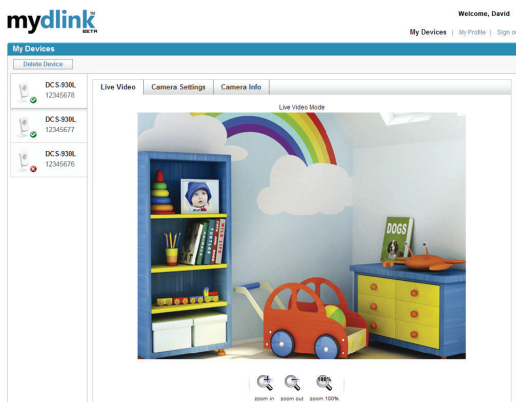 mydlink
BETA
Welcome, David
My Devices | My Profile | Sign o
My Devices
Delete Device
DCS-930L
12345678
DCS-930L
12345677
DCS-930L
12345676
Live Video
Camera Settings
Camera Info
Live Video Mode
DOGS
zoom in
zoom out
100%
zoom 100%